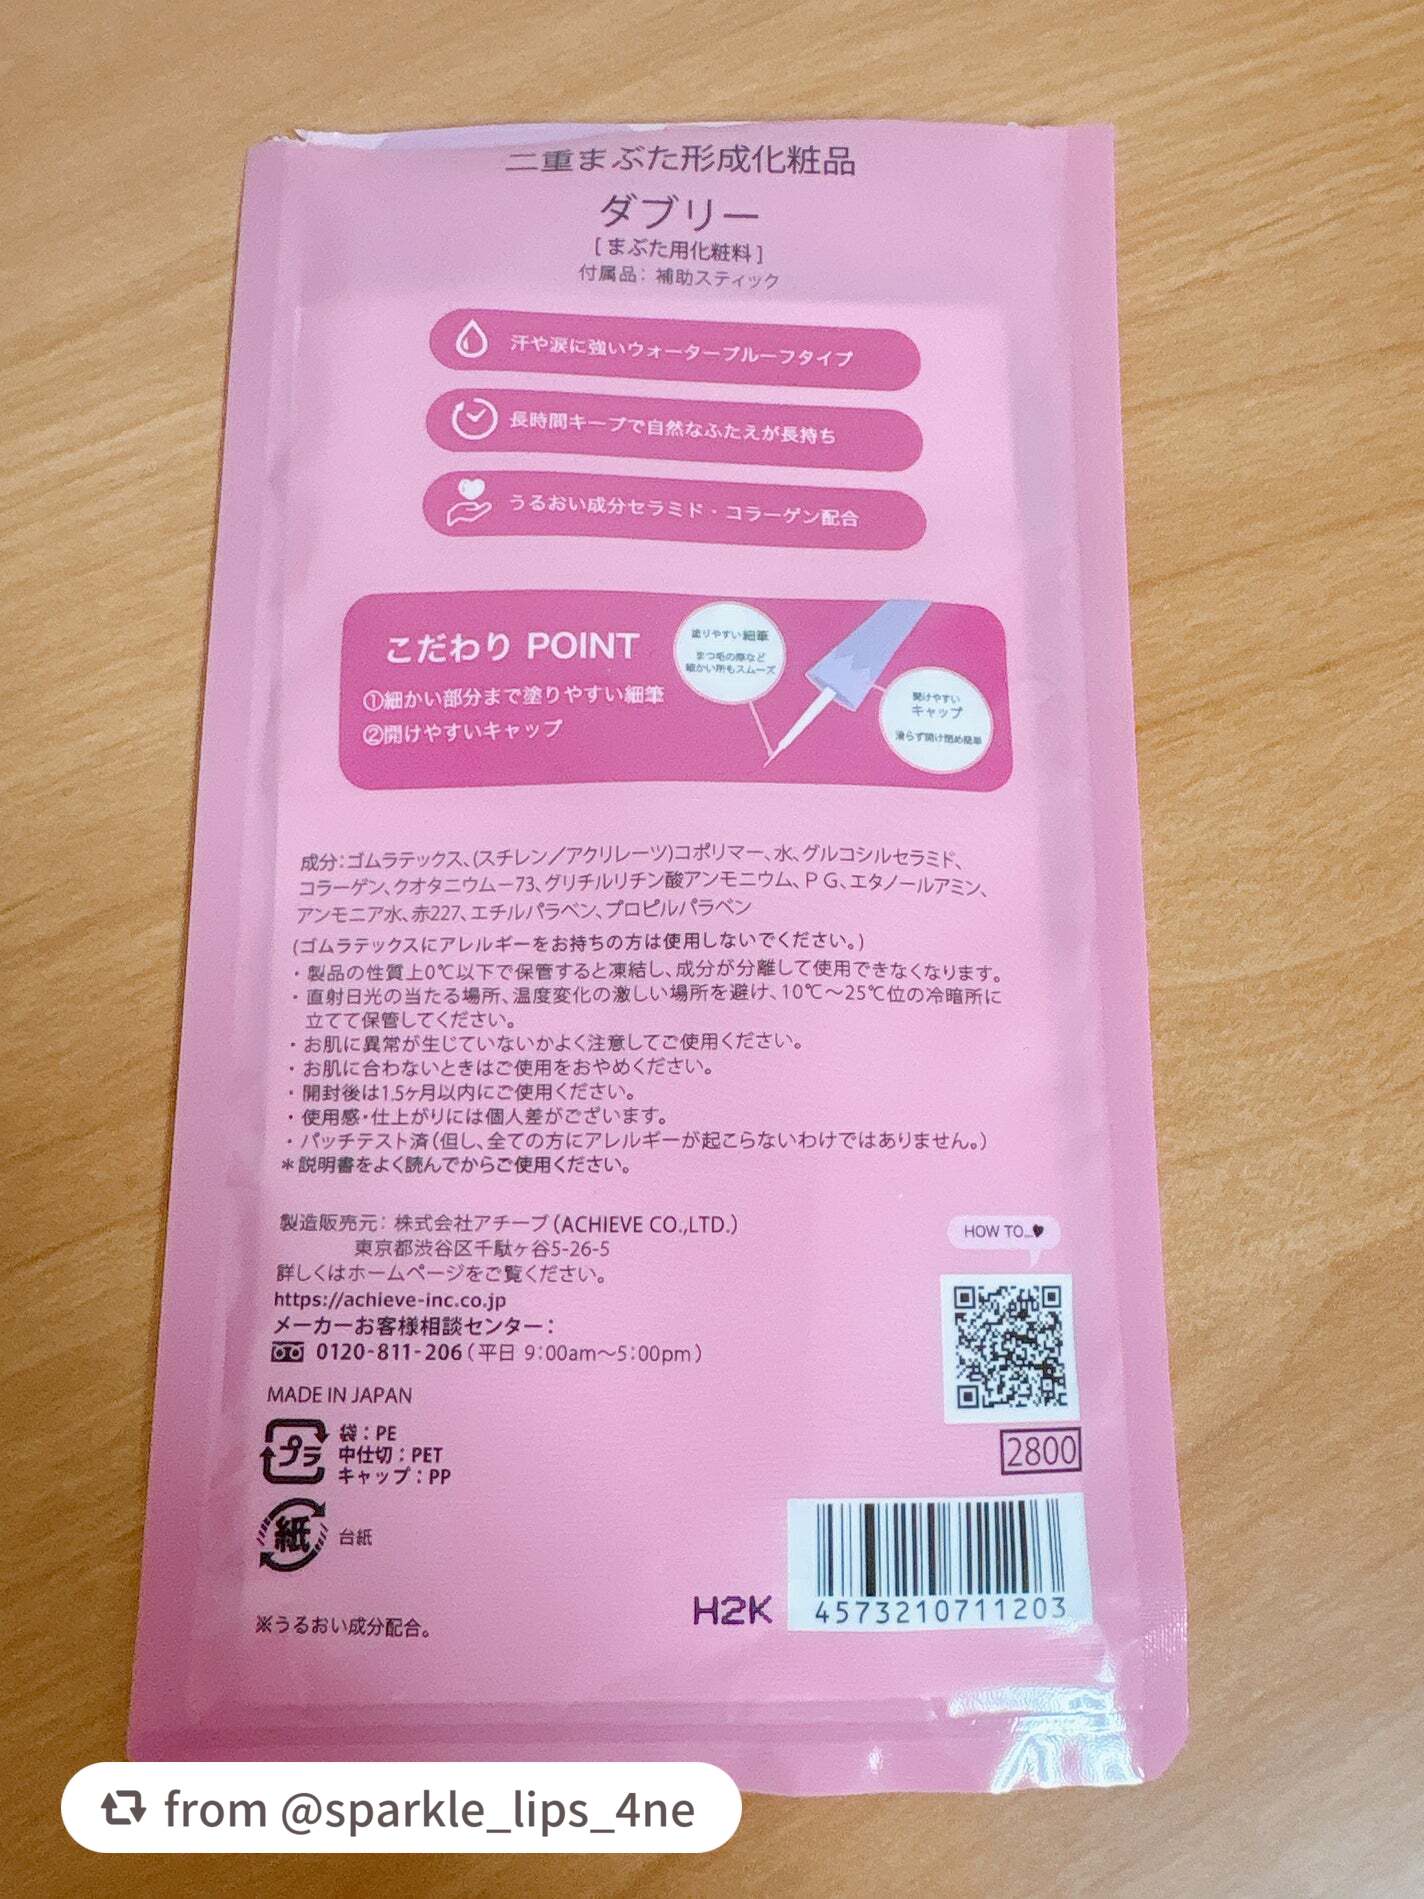 二重まぶた形成化粧品
ダブリー
[ まぶた用化粧料 ]
付属品：補助スティック
汗や涙に強いウォータープルーフタイプ
長時間キープで自然なふたえが長持ち
うるおい成分セラミド・コラーゲン配合
こだわり POINT
①細かい部分まで塗りやすい細筆
②開けやすいキャップ
塗りやすい細筆
まつ毛の際など
細かい所もスムーズ
開けやすい
キャップ
滑らず開け閉め簡単
成分：ゴムラテックス、(スチレン／アクリレーツ)コポリマー、水、グルコシルセラミド、
コラーゲン、クオタニウム－73、グリチルリチン酸アンモニウム、ＰＧ、エタノールアミン、
アンモニア水、赤227、エチルパラベン、プロピルパラベン
(ゴムラテックスにアレルギーをお持ちの方は使用しないでください。)
・製品の性質上0℃以下で保管すると凍結し、成分が分離して使用できなくなります。
・直射日光の当たる場所、温度変化の激しい場所を避け、10℃～25℃位の冷暗所に
立てて保管してください。
・お肌に異常が生じていないかよく注意してご使用ください。
・お肌に合わないときはご使用をおやめください。
・開封後は1.5ヶ月以内にご使用ください。
・使用感・仕上がりには個人差がございます。
・パッチテスト済(但し、全ての方にアレルギーが起こらないわけではありません。)
＊説明書をよく読んでからご使用ください。
製造販売元：株式会社アチーブ (ACHIEVE CO.,LTD.)
東京都渋谷区千駄ヶ谷5-26-5
詳しくはホームページをご覧ください。
https://achieve-inc.co.jp
メーカーお客様相談センター：
0120-811-206 (平日 9:00am～5:00pm)
HOW TO...♥
MADE IN JAPAN
プラ
袋：PE
中仕切：PET
キャップ：PP
2800
紙
台紙
H2K
4573210711203
※うるおい成分配合。
from @sparkle_lips_4ne